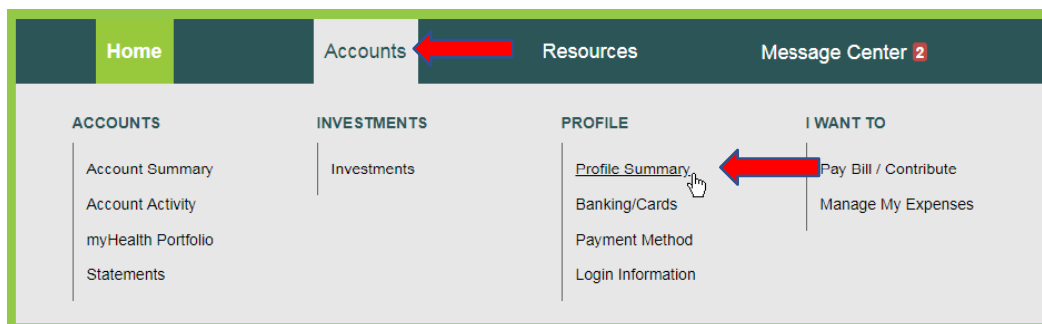 Home Accounts Resources Message Center 2
ACCOUNTS
Account Summary
Account Activity
myHealth Portfolio
Statements
INVESTMENTS
Investments
PROFILE
Profile Summary
Banking/Cards
Payment Method
Login Information
I WANT TO
Pay Bill / Contribute
Manage My Expenses